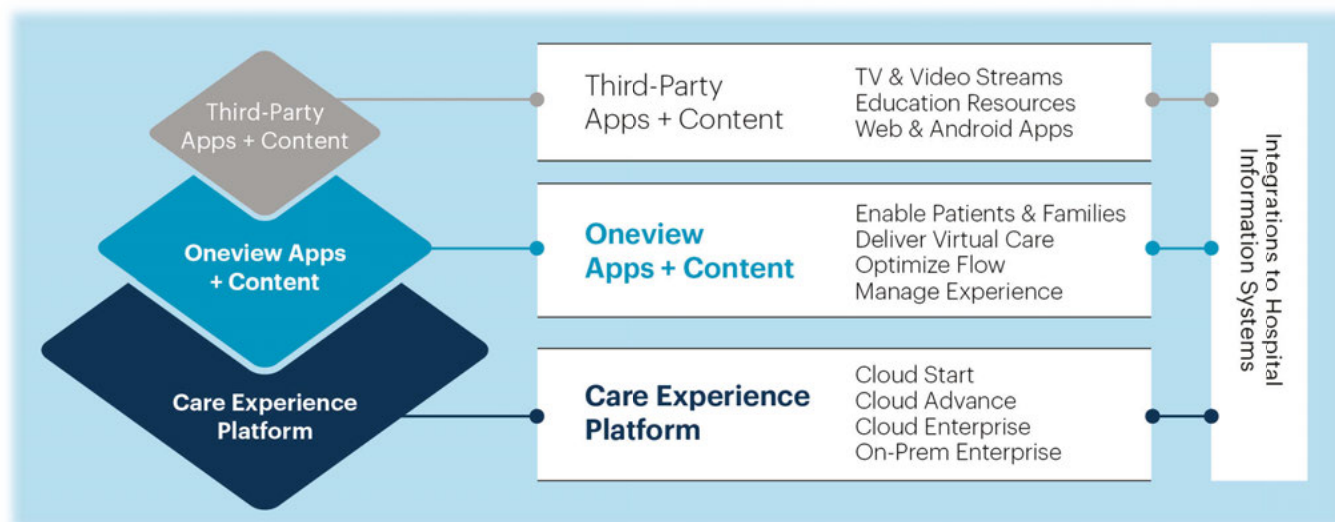 Third-Party
Apps + Content
Oneview Apps
+ Content
Care Experience
Platform
Third-Party
Apps + Content
TV & Video Streams
Education Resources
Web & Android Apps
Oneview
Apps + Content
Enable Patients & Families
Deliver Virtual Care
Optimize Flow
Manage Experience
Care Experience
Platform
Cloud Start
Cloud Advance
Cloud Enterprise
On-Prem Enterprise
Integrations to Hospital
Information Systems